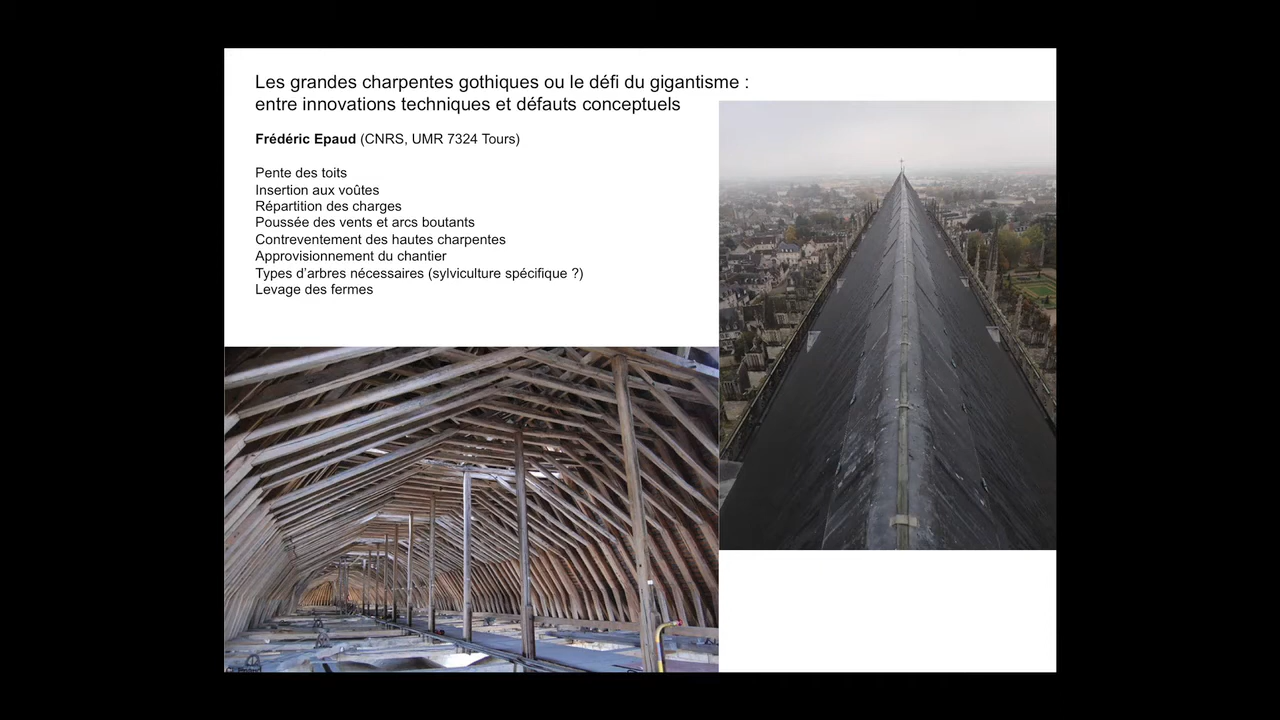 Les grandes charpentes gothiques ou le défi du gigantisme :
entre innovations techniques et défauts conceptuels
Frédéric Epaud (CNRS, UMR 7324 Tours)
Pente des toits
Insertion aux voûtes
Répartition des charges
Poussée des vents et arcs boutants
Contreventement des hautes charpentes
Approvisionnement du chantier
Types d'arbres nécessaires (sylviculture spécifique ?)
Levage des fermes